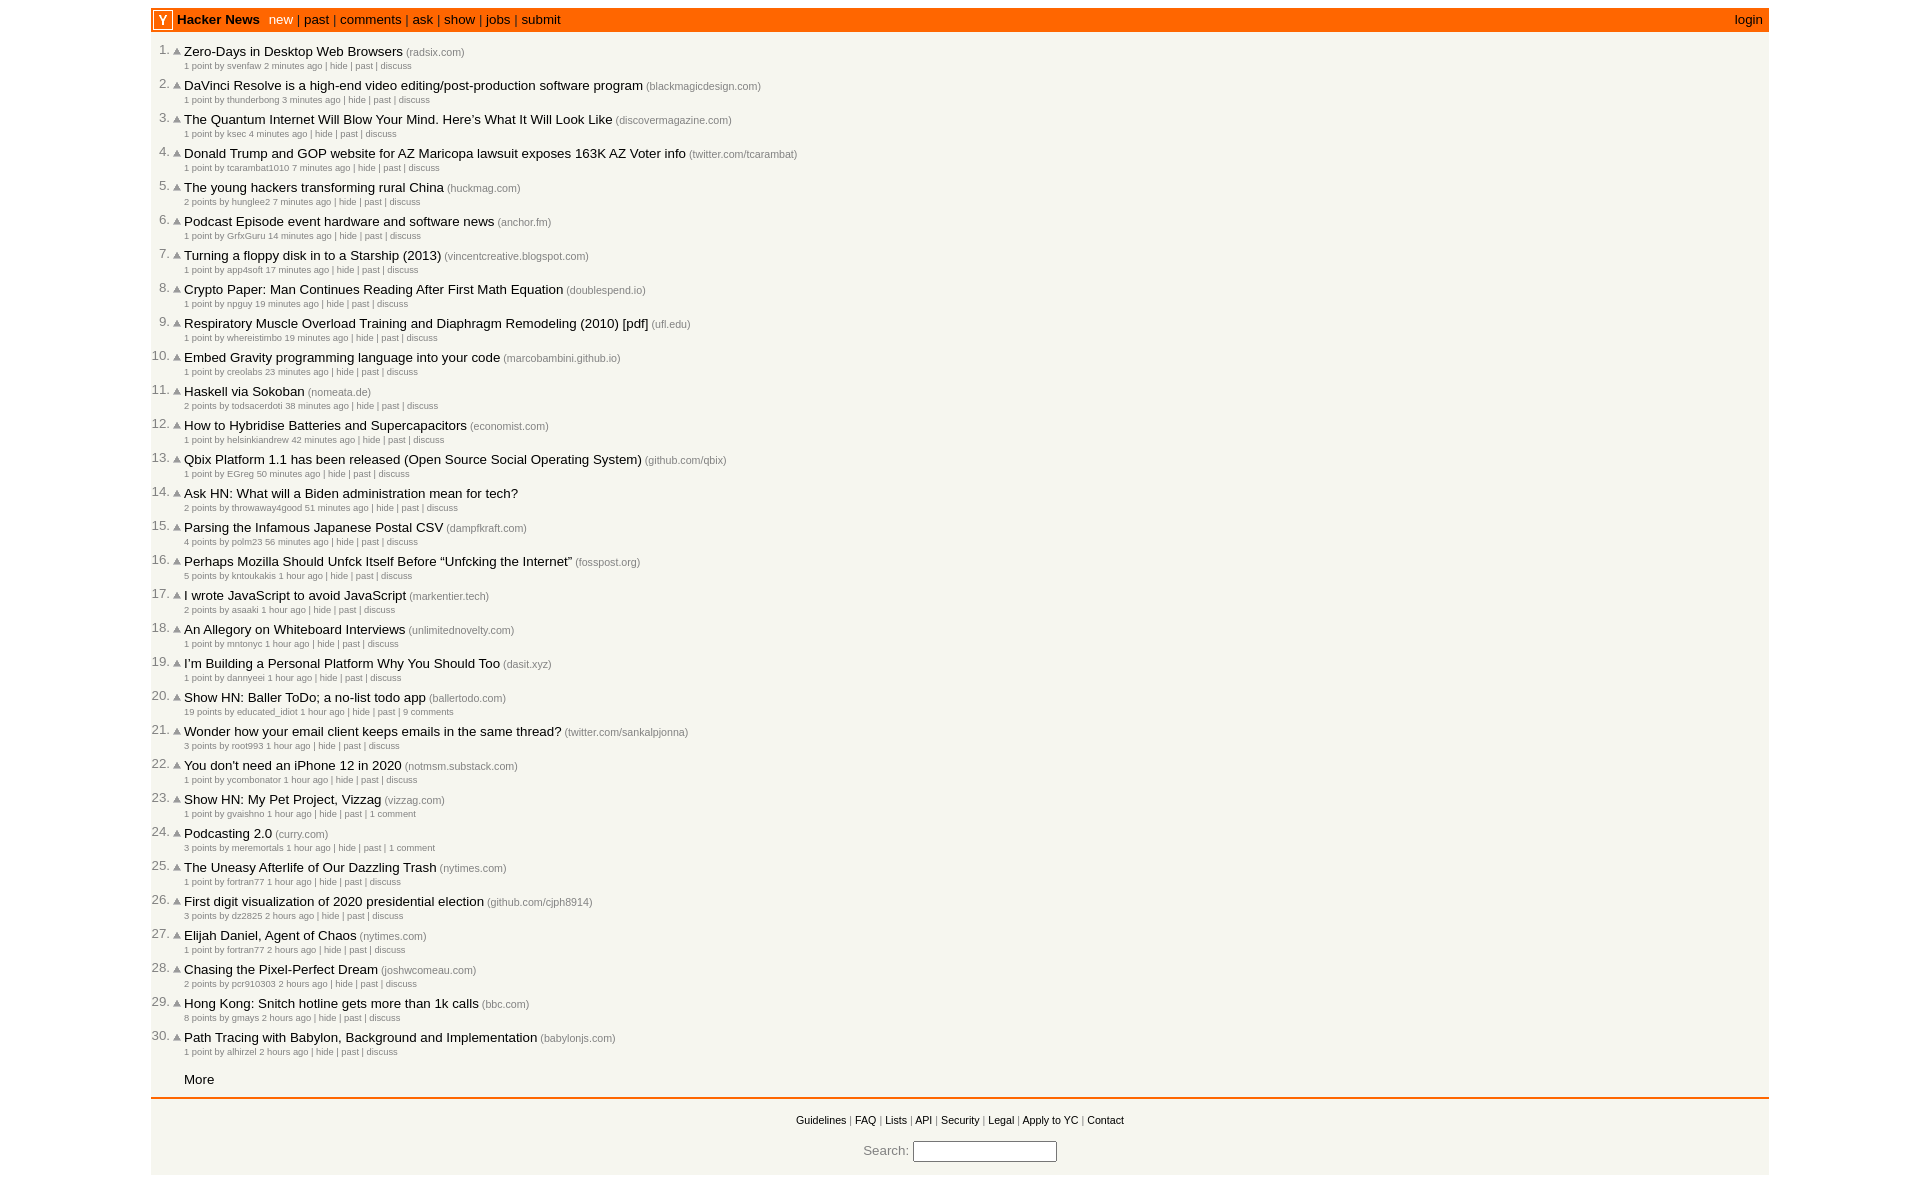 Y Hacker News new | past | comments | ask | show | jobs | submit login
1. Zero-Days in Desktop Web Browsers (radsix.com)
1 point by svenfaw 2 minutes ago | hide | past | discuss
2. DaVinci Resolve is a high-end video editing/post-production software program (blackmagicdesign.com)
1 point by thunderbong 3 minutes ago | hide | past | discuss
3. The Quantum Internet Will Blow Your Mind. Here’s What It Will Look Like (discovermagazine.com)
1 point by ksec 4 minutes ago | hide | past | discuss
4. Donald Trump and GOP website for AZ Maricopa lawsuit exposes 163K AZ Voter info (twitter.com/tcarambat)
1 point by tcarambat1010 7 minutes ago | hide | past | discuss
5. The young hackers transforming rural China (huckmag.com)
2 points by hunglee2 7 minutes ago | hide | past | discuss
6. Podcast Episode event hardware and software news (anchor.fm)
1 point by GrfxGuru 14 minutes ago | hide | past | discuss
7. Turning a floppy disk in to a Starship (2013) (vincentcreative.blogspot.com)
1 point by app4soft 17 minutes ago | hide | past | discuss
8. Crypto Paper: Man Continues Reading After First Math Equation (doublespend.io)
1 point by npguy 19 minutes ago | hide | past | discuss
9. Respiratory Muscle Overload Training and Diaphragm Remodeling (2010) [pdf] (ufl.edu)
1 point by whereistimbo 19 minutes ago | hide | past | discuss
10. Embed Gravity programming language into your code (marcobambini.github.io)
1 point by creolabs 23 minutes ago | hide | past | discuss
11. Haskell via Sokoban (nomeata.de)
2 points by todsacerdoti 38 minutes ago | hide | past | discuss
12. How to Hybridise Batteries and Supercapacitors (economist.com)
1 point by helsinkiandrew 42 minutes ago | hide | past | discuss
13. Qbix Platform 1.1 has been released (Open Source Social Operating System) (github.com/qbix)
1 point by EGreg 50 minutes ago | hide | past | discuss
14. Ask HN: What will a Biden administration mean for tech?
2 points by throwaway4good 51 minutes ago | hide | past | discuss
15. Parsing the Infamous Japanese Postal CSV (dampfkraft.com)
4 points by polm23 56 minutes ago | hide | past | discuss
16. Perhaps Mozilla Should Unfck Itself Before “Unfcking the Internet” (fosspost.org)
5 points by kntoukakis 1 hour ago | hide | past | discuss
17. I wrote JavaScript to avoid JavaScript (markentier.tech)
2 points by asaaki 1 hour ago | hide | past | discuss
18. An Allegory on Whiteboard Interviews (unlimitednovelty.com)
1 point by mntonyc 1 hour ago | hide | past | discuss
19. I’m Building a Personal Platform Why You Should Too (dasit.xyz)
1 point by dannyeei 1 hour ago | hide | past | discuss
20. Show HN: Baller ToDo; a no-list todo app (ballertodo.com)
19 points by educated_idiot 1 hour ago | hide | past | 9 comments
21. Wonder how your email client keeps emails in the same thread? (twitter.com/sankalpjonna)
3 points by root993 1 hour ago | hide | past | discuss
22. You don't need an iPhone 12 in 2020 (notmsm.substack.com)
1 point by ycombonator 1 hour ago | hide | past | discuss
23. Show HN: My Pet Project, Vizzag (vizzag.com)
1 point by gvaishno 1 hour ago | hide | past | 1 comment
24. Podcasting 2.0 (curry.com)
3 points by meremortals 1 hour ago | hide | past | 1 comment
25. The Uneasy Afterlife of Our Dazzling Trash (nytimes.com)
1 point by fortran77 1 hour ago | hide | past | discuss
26. First digit visualization of 2020 presidential election (github.com/cjph8914)
3 points by dz2825 2 hours ago | hide | past | discuss
27. Elijah Daniel, Agent of Chaos (nytimes.com)
1 point by fortran77 2 hours ago | hide | past | discuss
28. Chasing the Pixel-Perfect Dream (joshwcomeau.com)
2 points by pcr910303 2 hours ago | hide | past | discuss
29. Hong Kong: Snitch hotline gets more than 1k calls (bbc.com)
8 points by gmays 2 hours ago | hide | past | discuss
30. Path Tracing with Babylon, Background and Implementation (babylonjs.com)
1 point by alhirzel 2 hours ago | hide | past | discuss
More
Guidelines | FAQ | Lists | API | Security | Legal | Apply to YC | Contact
Search: